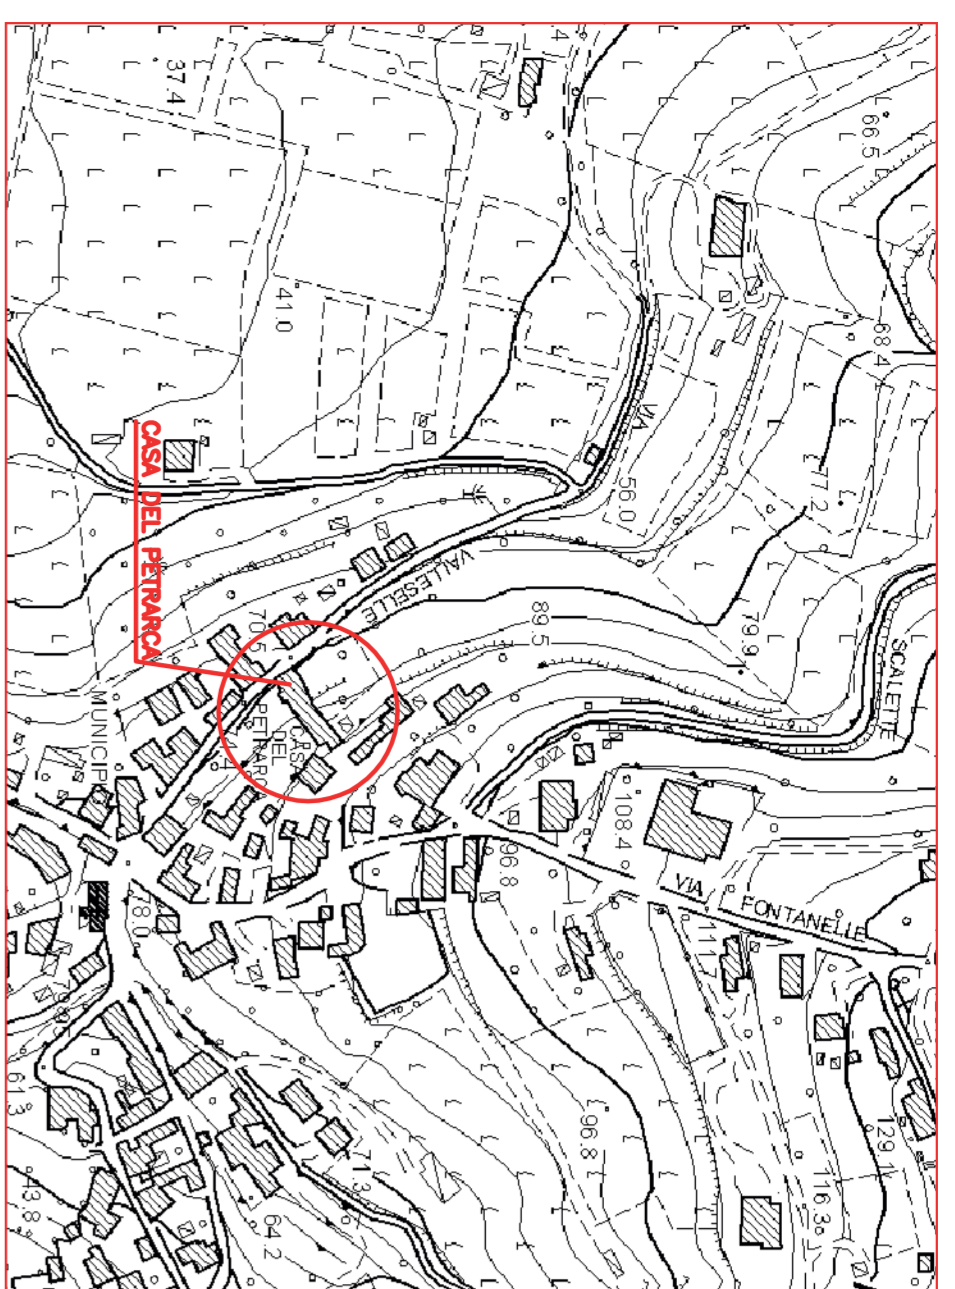 4
37.4
66.5
41.0
68.4
VIA
77.2
56.0
CASA DEL PETRARCA
VALLESELLE
89.5
79.9
70.5
SCALETTE
MUNICIPIO
CASA
DEL
PETRARCA
108.4
96.8
VIA FONTANELLE
78.0
111.7
61.3
96.8
129.1
71.3
116.3
43.8
64.2